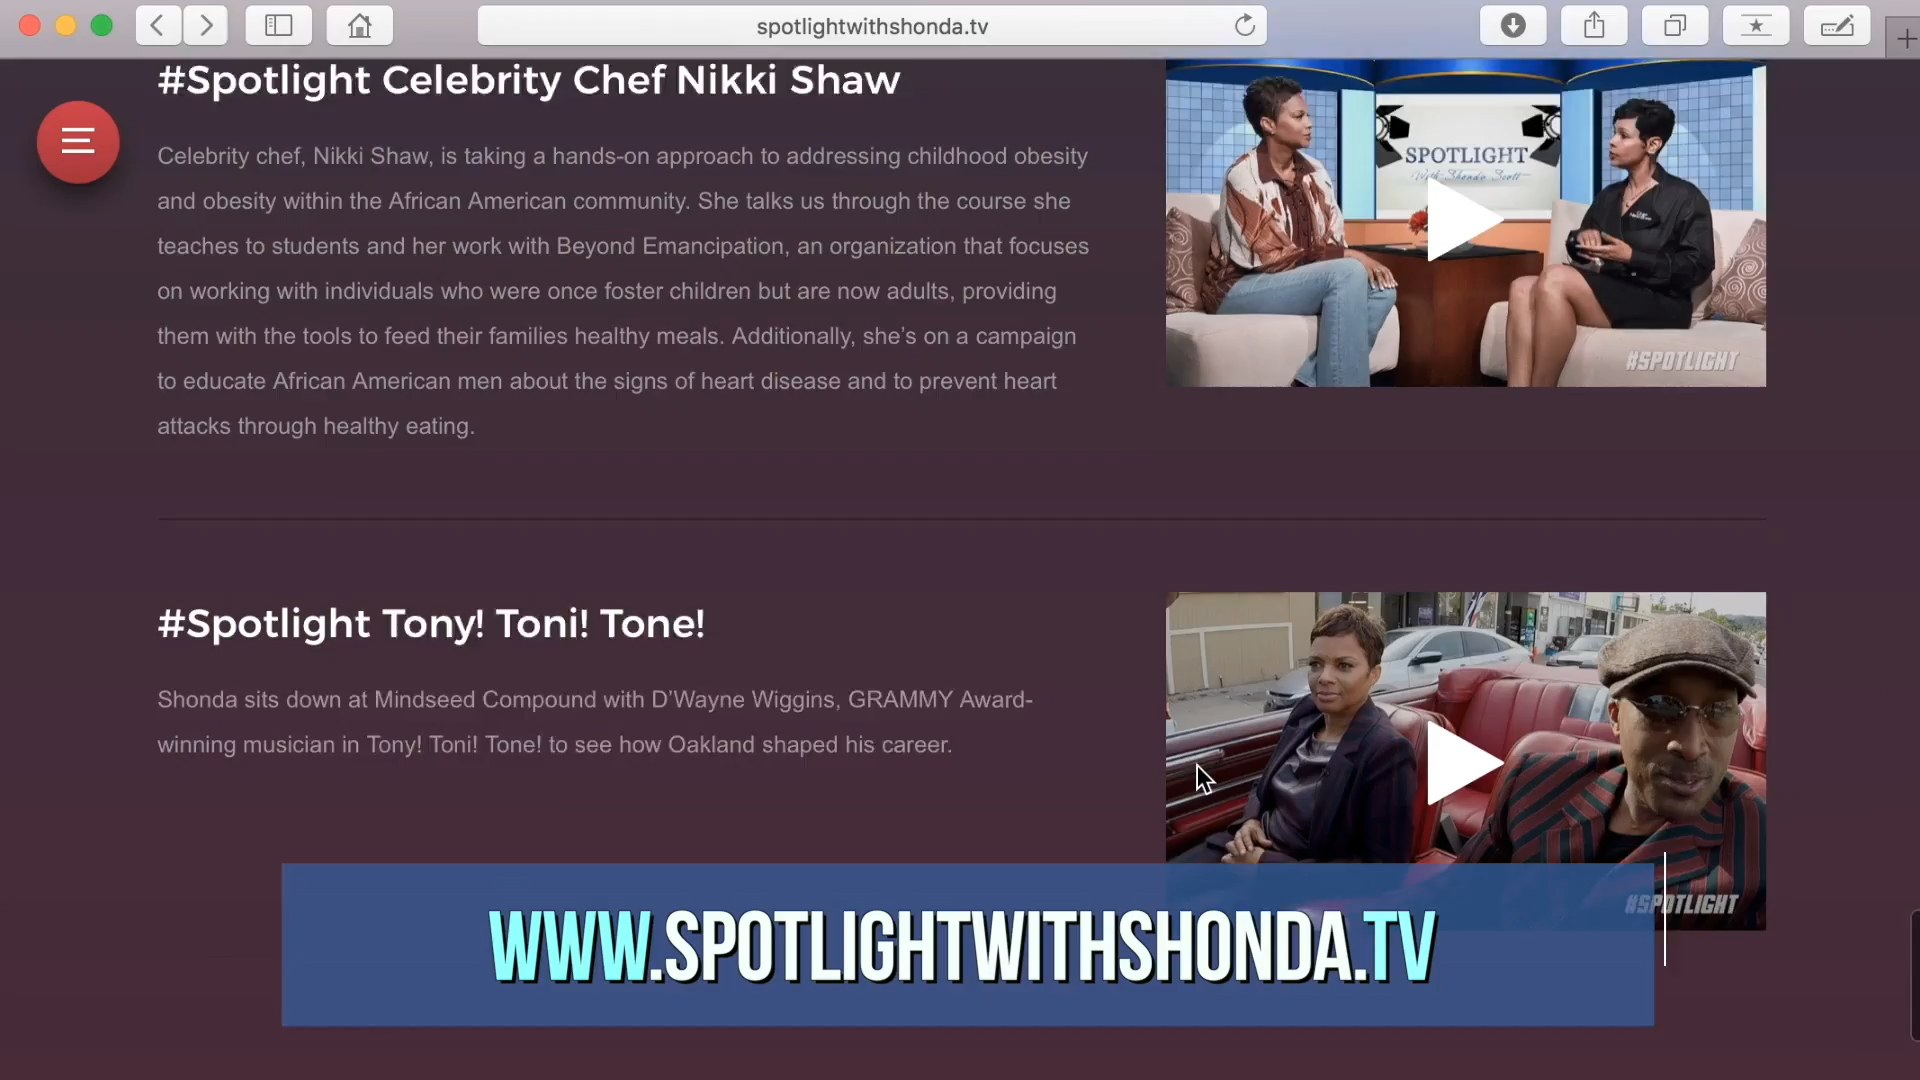 spotlightwithshonda.tv
#Spotlight Celebrity Chef Nikki Shaw
Celebrity chef, Nikki Shaw, is taking a hands-on approach to addressing childhood obesity
and obesity within the African American community. She talks us through the course she
teaches to students and her work with Beyond Emancipation, an organization that focuses
on working with individuals who were once foster children but are now adults, providing
them with the tools to feed their families healthy meals. Additionally, she’s on a campaign
to educate African American men about the signs of heart disease and to prevent heart
attacks through healthy eating.
SPOTLIGHT
With Shonda Scott
#SPOTLIGHT
#Spotlight Tony! Toni! Tone!
Shonda sits down at Mindseed Compound with D’Wayne Wiggins, GRAMMY Award-
winning musician in Tony! Toni! Tone! to see how Oakland shaped his career.
#SPOTLIGHT
WWW.SPOTLIGHTWITHSHONDA.TV